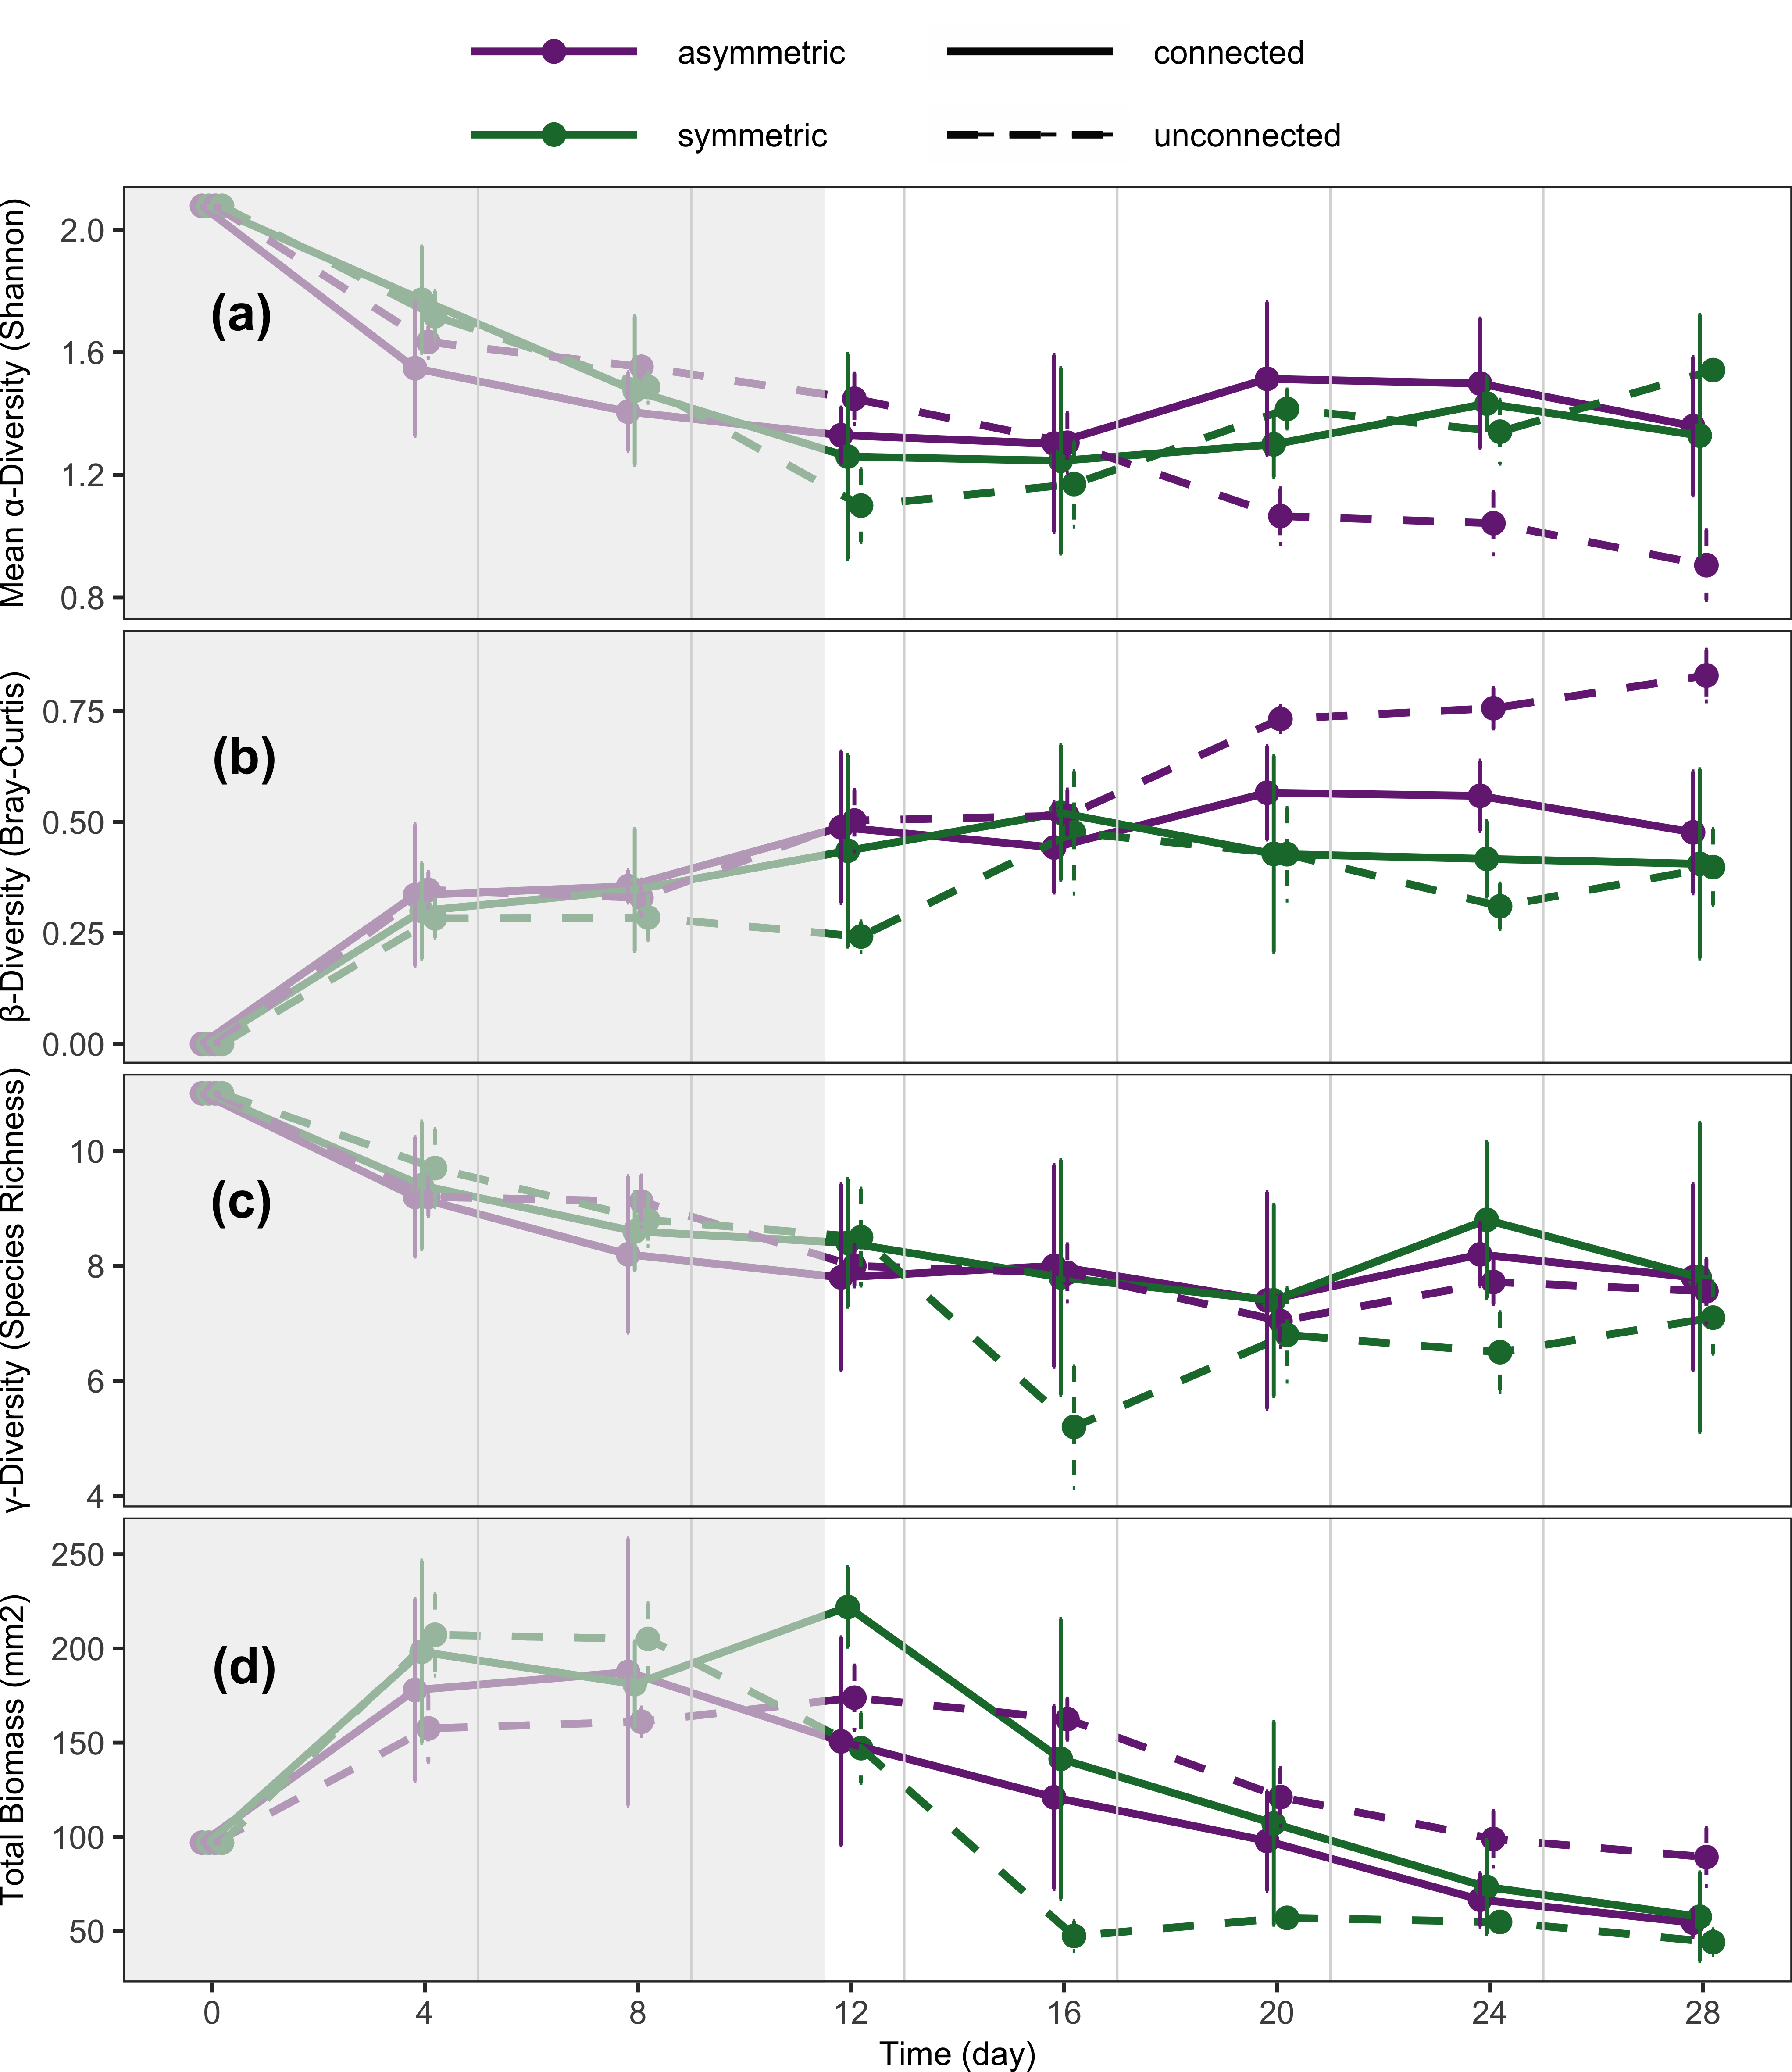 asymmetric connected
symmetric unconnected
Mean α-Diversity (Shannon)
2.0
1.6
1.2
0.8
(a)
β-Diversity (Bray-Curtis)
0.75
0.50
0.25
0.00
(b)
γ-Diversity (Species Richness)
10
8
6
4
(c)
Total Biomass (mm2)
250
200
150
100
50
(d)
0 4 8 12 16 20 24 28
Time (day)